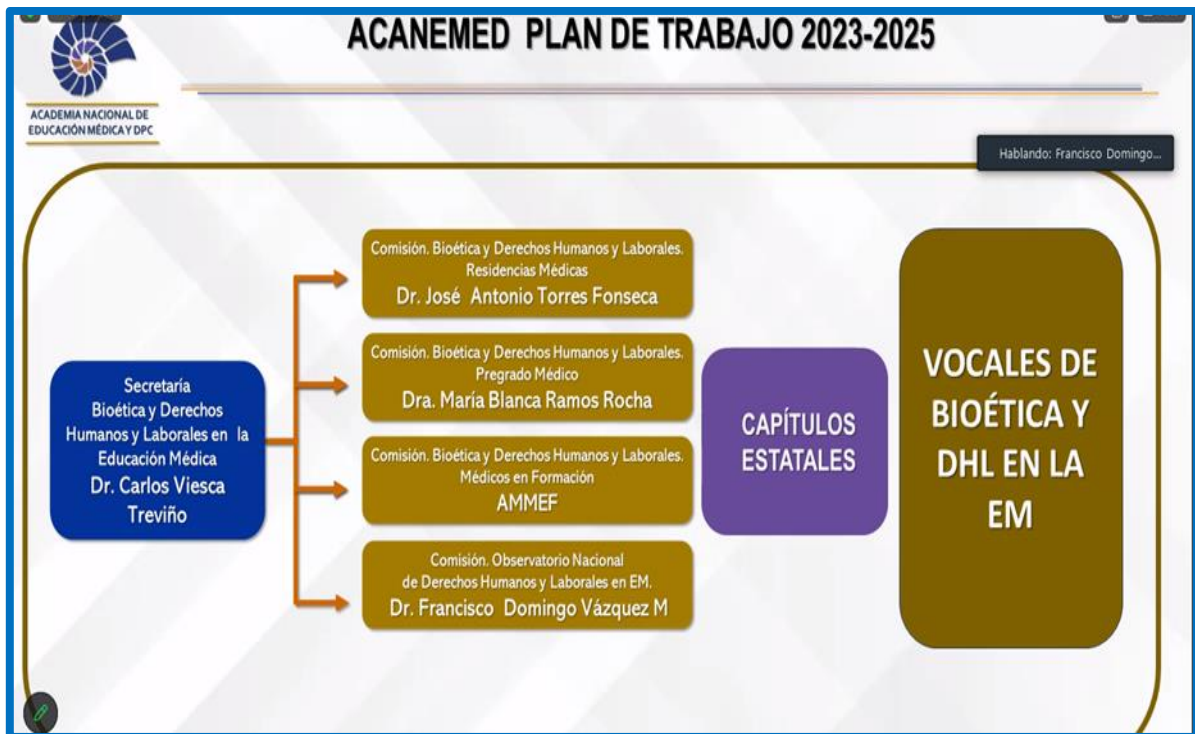 ACANEMED PLAN DE TRABAJO 2023-2025
ACADEMIA NACIONAL DE
EDUCACIÓN MÉDICA Y DPC
Hablando: Francisco Domingo...
Secretaría
Bioética y Derechos
Humanos y Laborales en la
Educación Médica
Dr. Carlos Viesca
Treviño
Comisión. Bioética y Derechos Humanos y Laborales.
Residencias Médicas
Dr. José Antonio Torres Fonseca
Comisión. Bioética y Derechos Humanos y Laborales.
Pregrado Médico
Dra. María Blanca Ramos Rocha
Comisión. Bioética y Derechos Humanos y Laborales.
Médicos en Formación
AMMEF
Comisión. Observatorio Nacional
de Derechos Humanos y Laborales en EM.
Dr. Francisco Domingo Vázquez M
CAPÍTULOS
ESTATALES
VOCALES DE
BIOÉTICA Y
DHL EN LA
EM